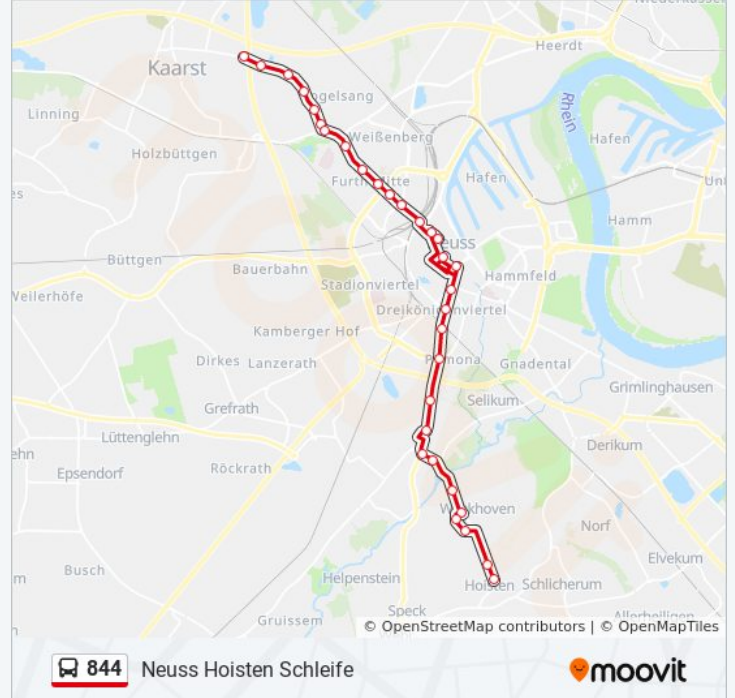 Heerdt
Kaarst
Vogelsang
Linning
Rhein
Weißenberg
Hafen
Holzbüttgen
Furth-Mitte
Hafen
Hamm
Neuss
Büttgen
Bauerbahn
Hammfeld
Stadionviertel
Weilerhöfe
Dreikönigenviertel
Kamberger Hof
Dirkes
Lanzerath
Pomona
Gnadental
Grimlinghausen
Grefrath
Selikum
Lüttenglehn
Derikum
Epsendorf
Röckrath
Weckhoven
Norf
Elvekum
Busch
Helpenstein
Hoisten
Schlicherum
Speck
Allerheiligen
Gruissem
© OpenStreetMap contributors | © OpenMapTiles
844
Neuss Hoisten Schleife
moovit